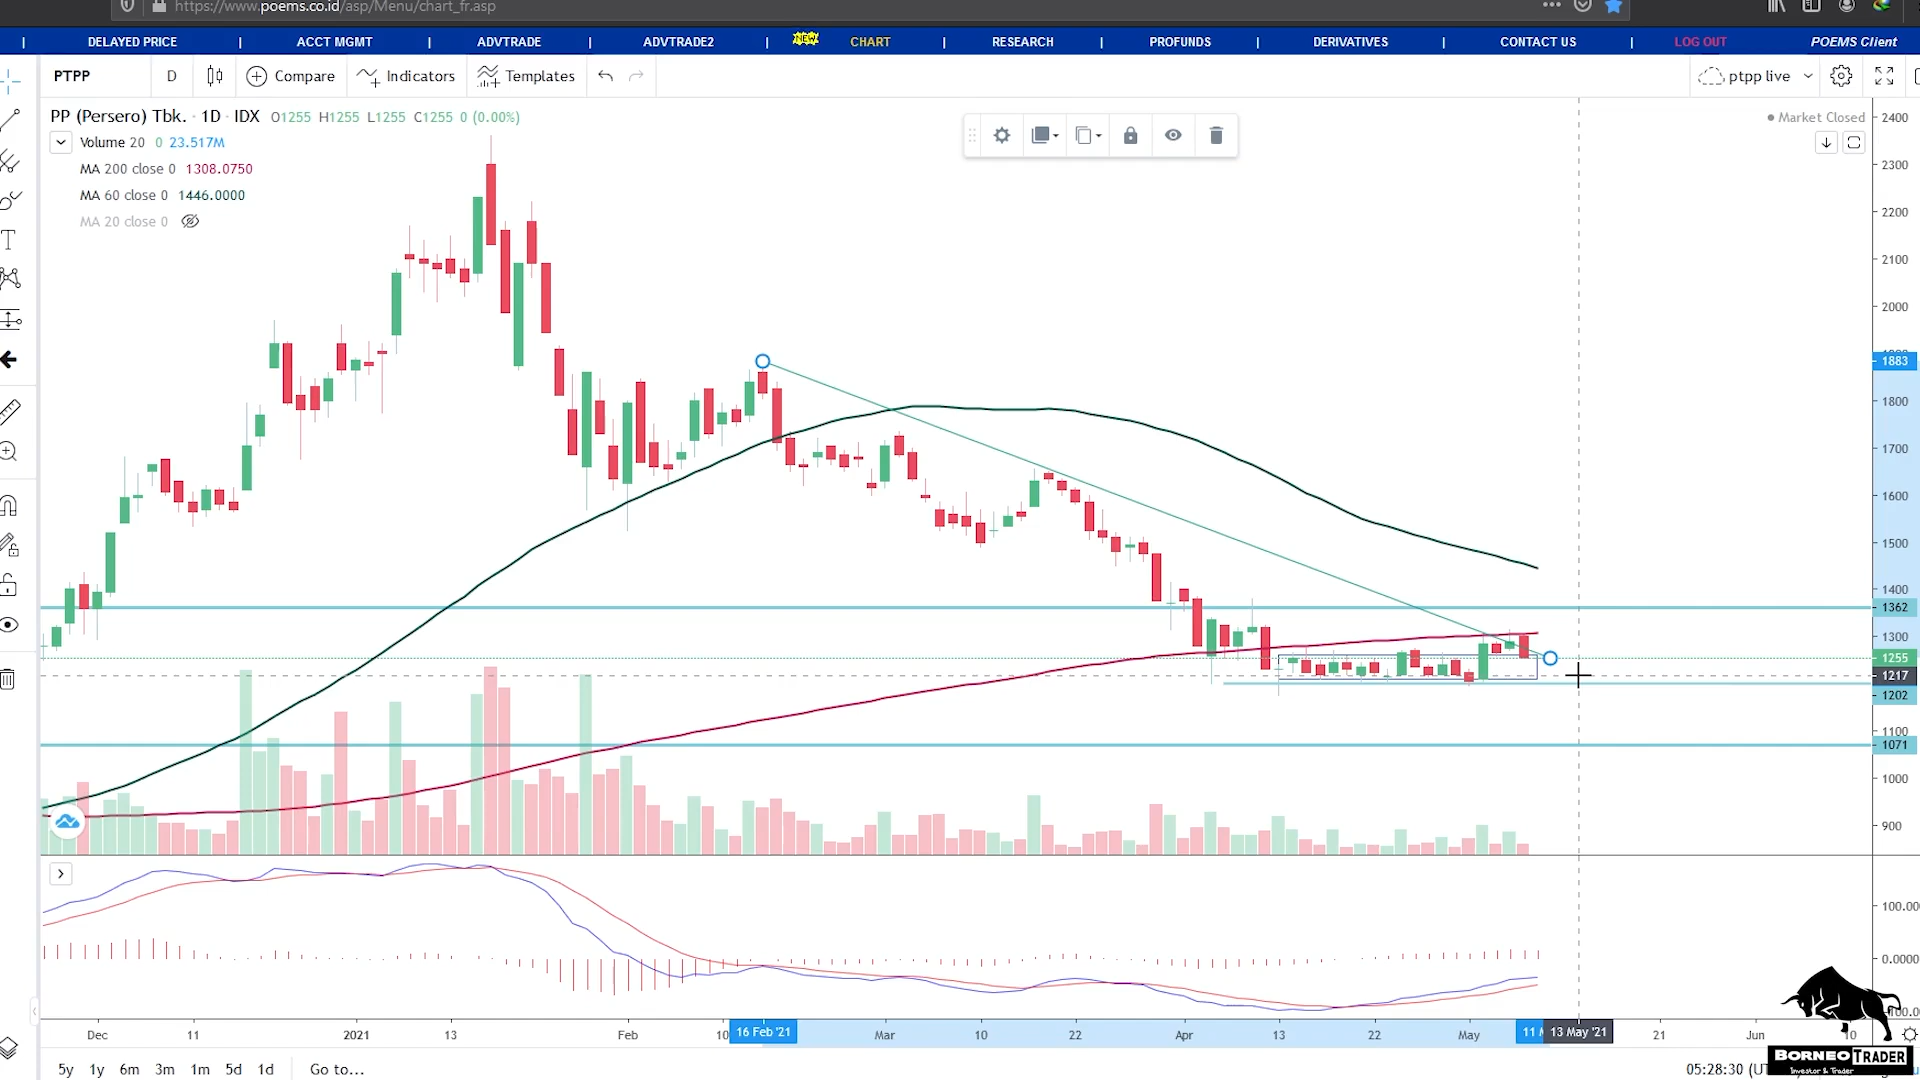 https://www.poems.co.id/asp/Menu/chart_fr.asp
| DELAYED PRICE | ACCT MGMT | ADVTRADE | ADVTRADE2 | NEW CHART | RESEARCH | PROFUNDS | DERIVATIVES | CONTACT US | LOG OUT POEMS Client
PTPP D Compare Indicators Templates ptpp live
PP (Persero) Tbk. · 1D · IDX O1255 H1255 L1255 C1255 0 (0.00%)
Market Closed
Volume 20 0 23.517M
MA 200 close 0 1308.0750
MA 60 close 0 1446.0000
MA 20 close 0
2400
2300
2200
2100
2000
1883
1800
1700
1600
1500
1400
1362
1300
1255
1217
1202
1100
1071
1000
900
100.00
0.0000
Dec 11 2021 13 Feb 10 16 Feb '21 Mar 10 22 Apr 13 22 May 11 13 May '21 21 Jun 10
BORNEO TRADER
Investor & Trader
5y 1y 6m 3m 1m 5d 1d Go to... 05:28:30 (UT